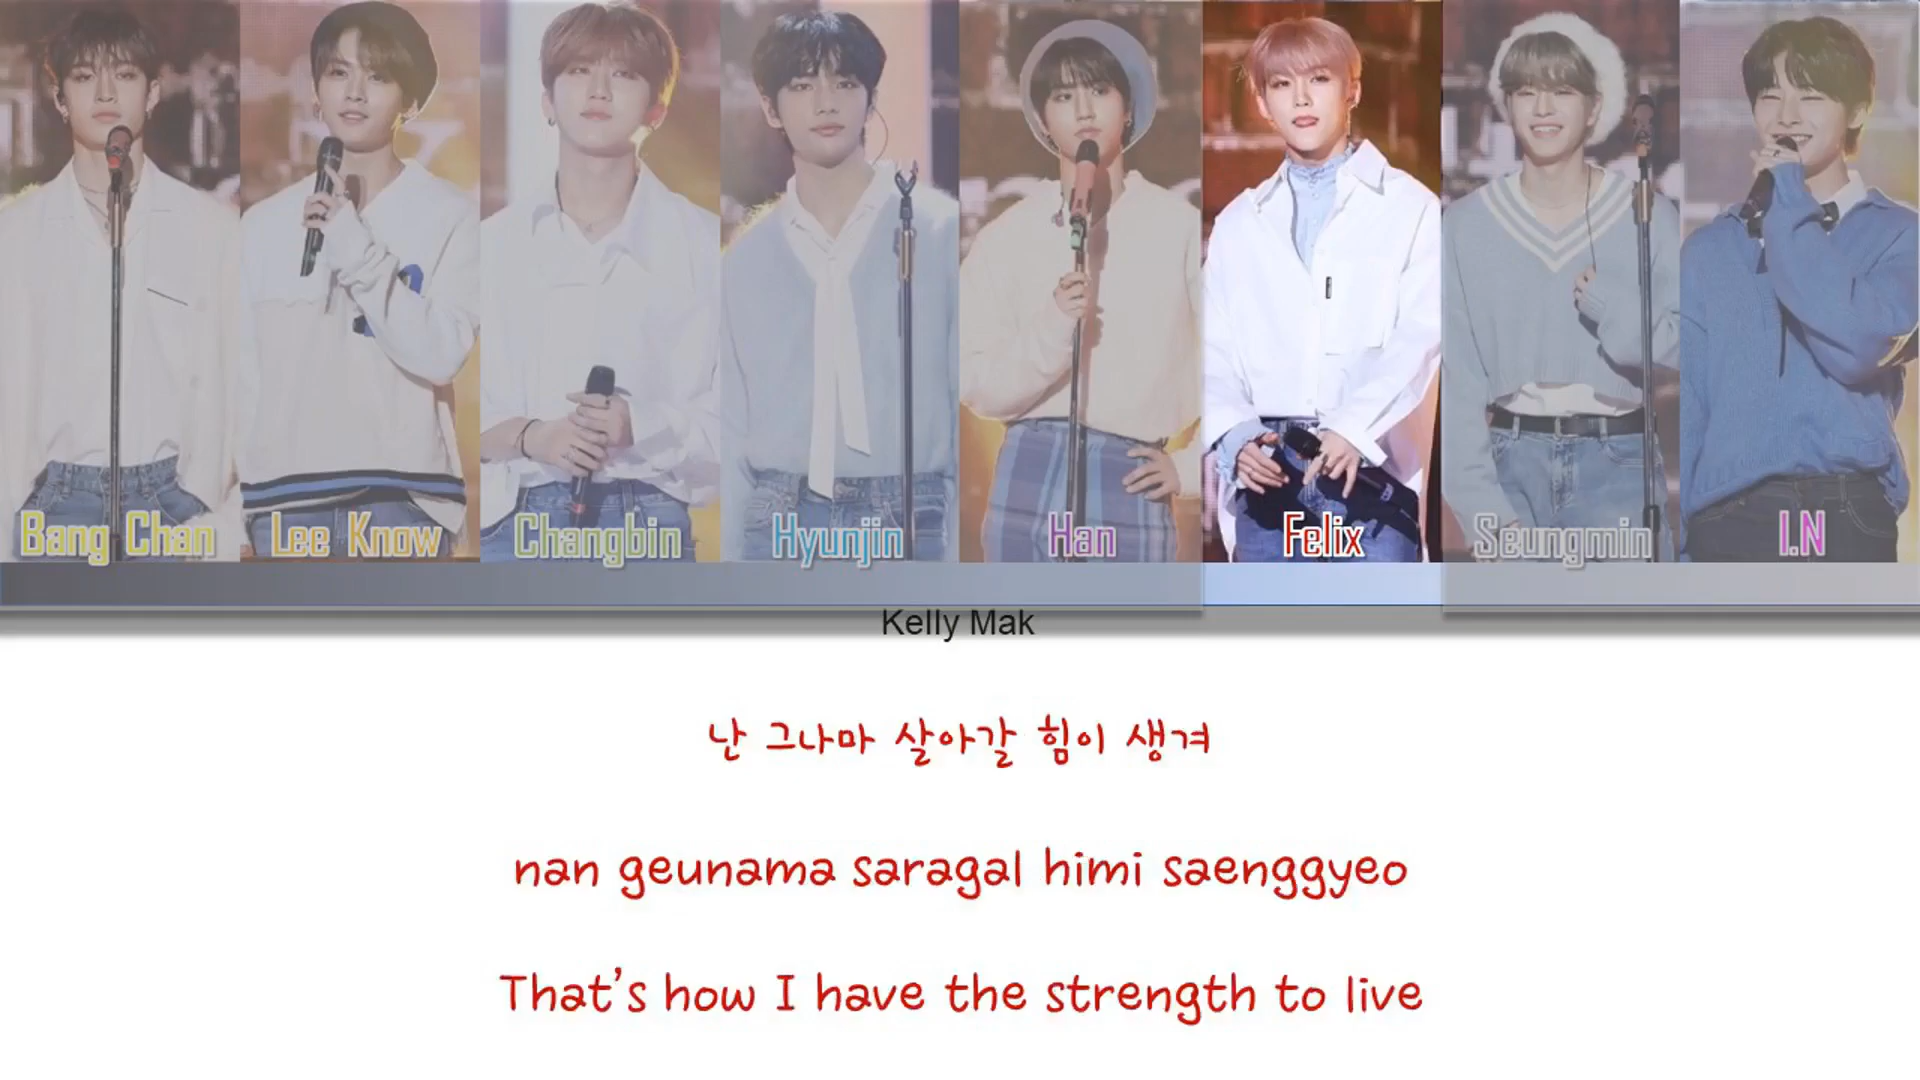 Bang Chan Lee Know Changbin Hyunjin Han Felix Seungmin I.N
Kelly Mak
난 그나마 살아갈 힘이 생겨
nan geunama saragal himi saenggyeo
That's how I have the strength to live